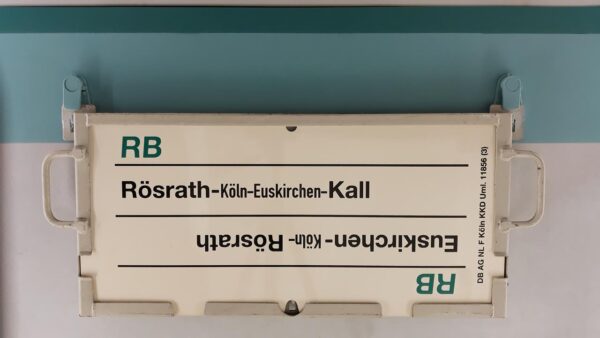 RB
Rösrath-Köln-Euskirchen-Kall
Euskirchen-Köln-Rösrath
RB
DB AG NL F Köln KKD Uml. 11856 (3)